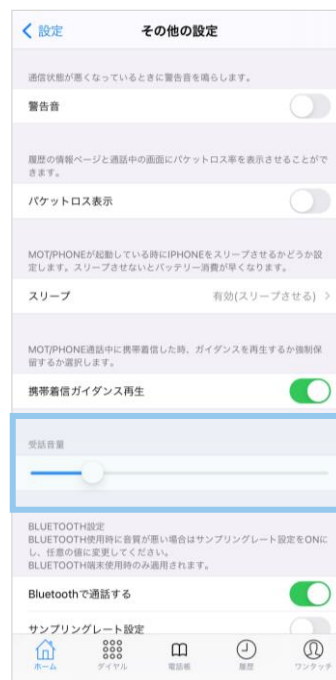 設定
その他の設定
通信状態が悪くなっているときに警告音を鳴らします。
警告音
履歴の情報ページと通話中の画面にパケットロス率を表示させることがで
きます。
パケットロス表示
MOT/PHONEが起動している時にIPHONEをスリープさせるかどうか設
定します。スリープさせないとバッテリー消費が早くなります。
スリープ
有効(スリープさせる)
MOT/PHONE通話中に携帯着信した時、ガイダンスを再生するか強制保
留するか選択します。
携帯着信ガイダンス再生
受話音量
BLUETOOTH設定
BLUETOOTH使用時に音質が悪い場合はサンプリングレート設定をONに
し、任意の値に変更してください。
BLUETOOTH端末使用時のみ適用されます。
Bluetoothで通話する
サンプリングレート設定
ホーム
ダイヤル
電話帳
履歴
ワンタッチ